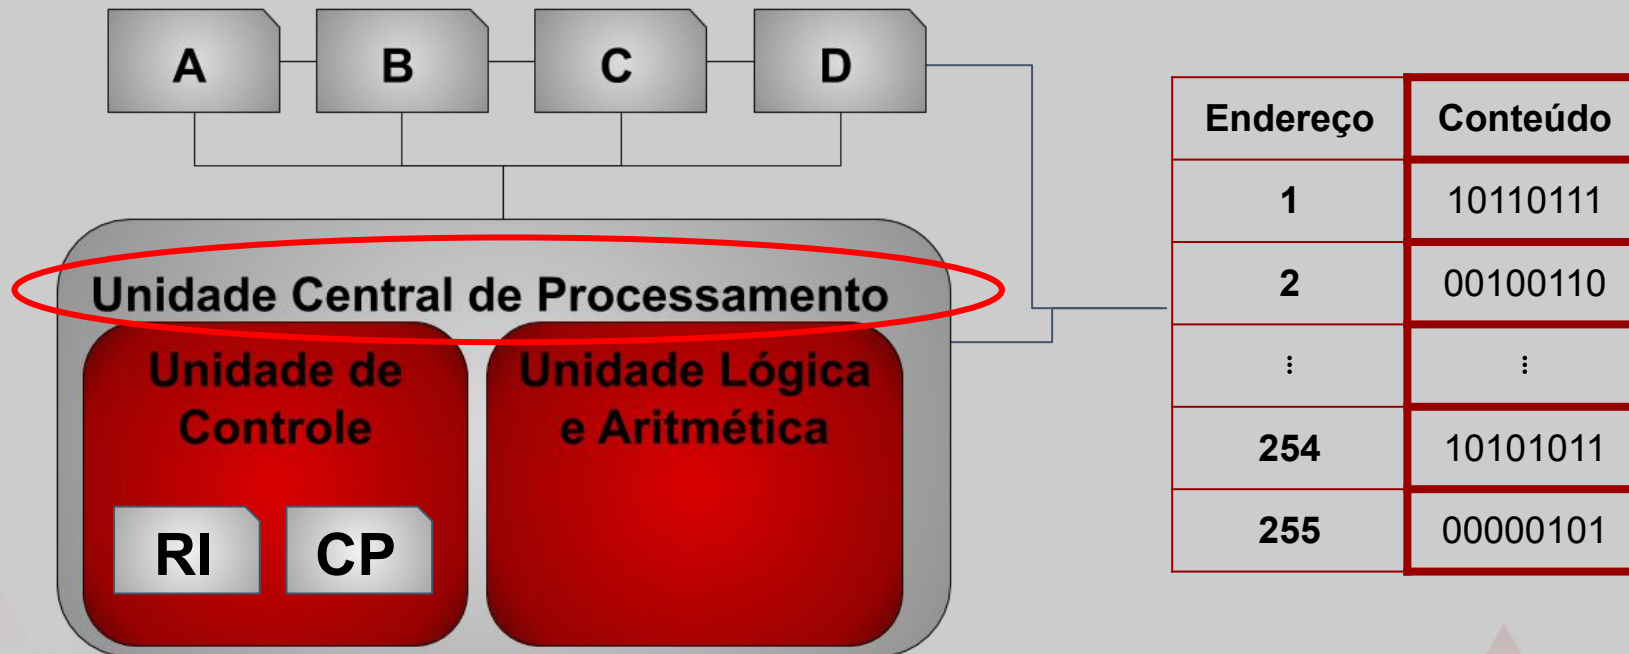 A B C D
Unidade Central de Processamento
Unidade de
Controle
RI CP
Unidade Lógica
e Aritmética
Endereço Conteúdo
1 10110111
2 00100110
⋮ ⋮
254 10101011
255 00000101